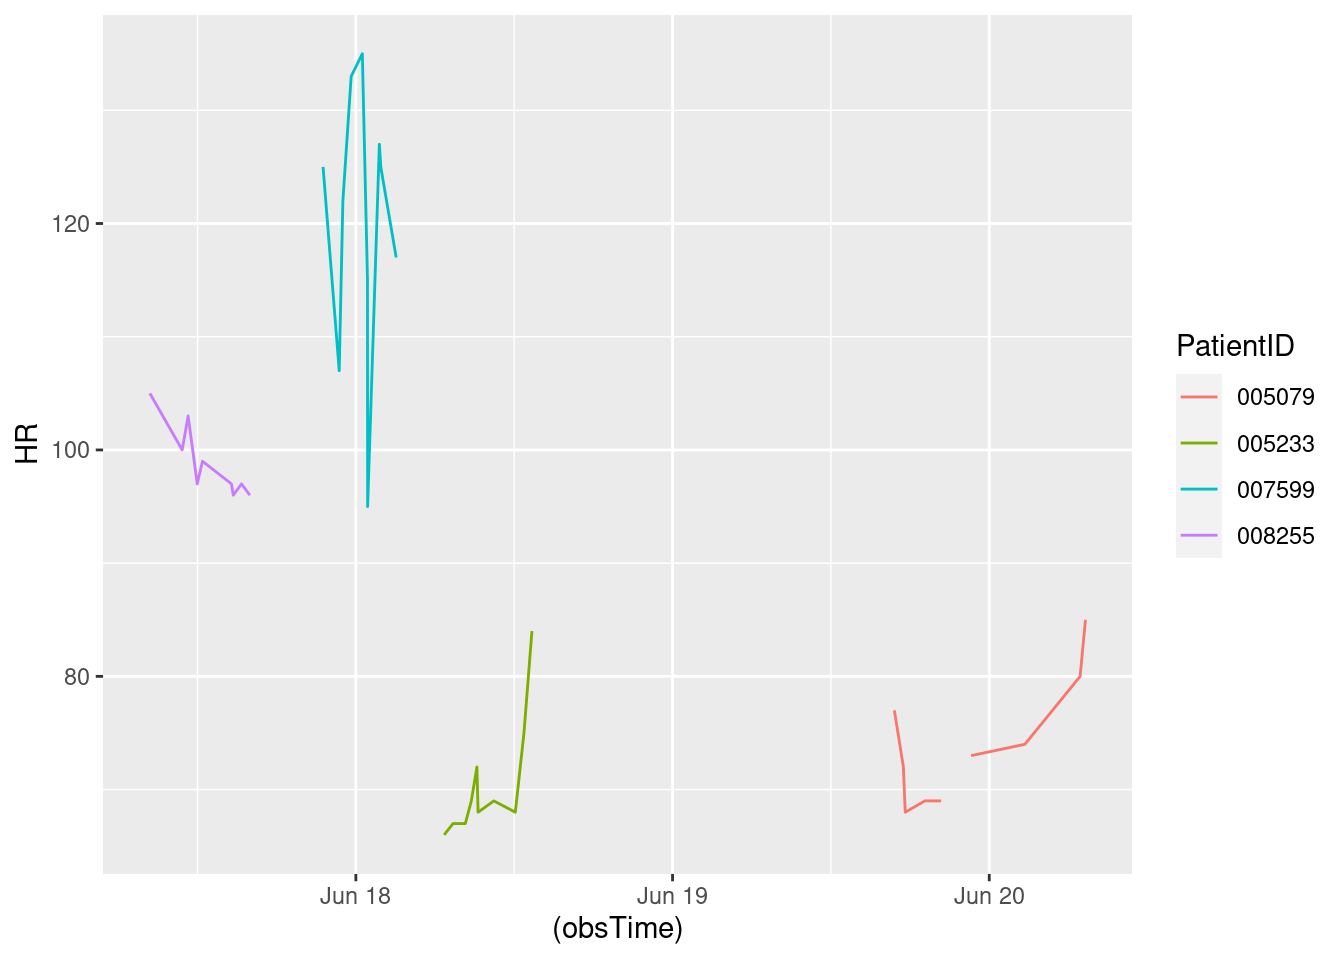 120
100
80
HR
Jun 18
Jun 19
Jun 20
(obsTime)
PatientID
005079
005233
007599
008255